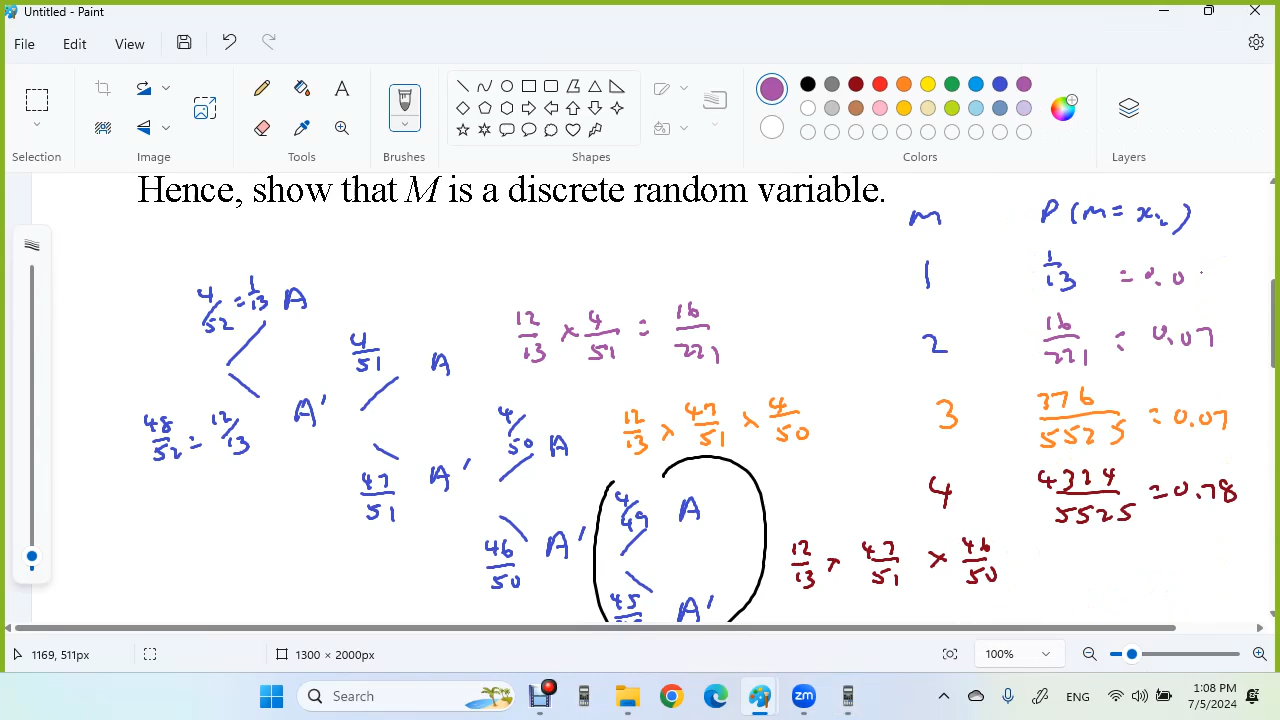 Untitled - Paint
File Edit View
Selection Image Tools Brushes Shapes Colors Layers
Hence, show that M is a discrete random variable.
M P(M = x₂)
1 1/13 = 0.0
2 16/221 = 0.07
3 376/5525 = 0.07
4 4324/5525 = 0.78
4/52 = 1/13 A
48/52 = 12/13 A'
4/51 A
47/51 A'
4/50 A
46/50 A'
4/49 A
45 A'
12/13 × 4/51 = 16/221
12/13 × 47/51 × 4/50
12/13 × 47/51 × 46/50
1169, 511px 1300 × 2000px 100%
Search ENG 1:08 PM
7/5/2024